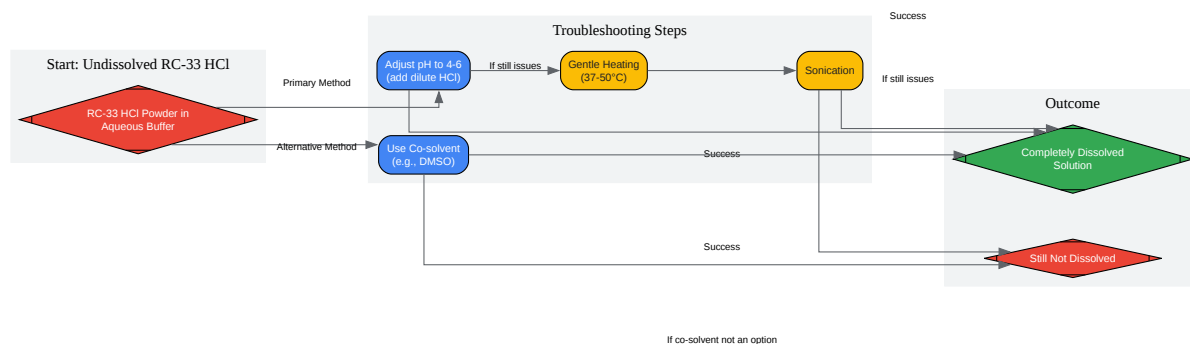 Success
Troubleshooting Steps
Start: Undissolved RC-33 HCl
Adjust pH to 4-6
(add dilute HCl)
If still issues
Gentle Heating
(37-50°C)
Sonication
If still issues
Primary Method
Outcome
RC-33 HCl Powder in
Aqueous Buffer
Alternative Method
Use Co-solvent
(e.g., DMSO)
Success
Completely Dissolved
Solution
Success
Still Not Dissolved
If co-solvent not an option